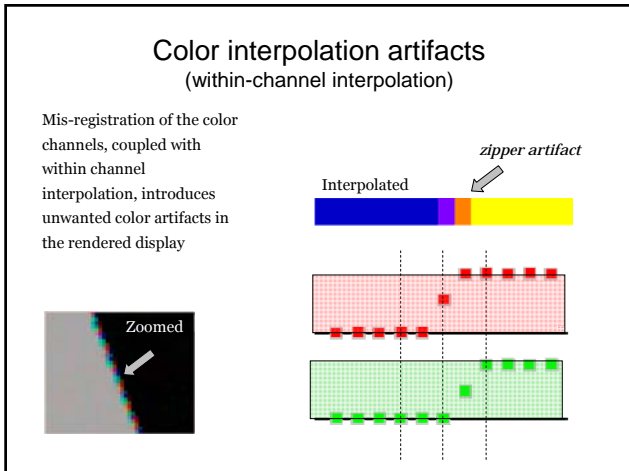 Color interpolation artifacts
(within-channel interpolation)
Mis-registration of the color
channels, coupled with
within channel
interpolation, introduces
unwanted color artifacts in
the rendered display
zipper artifact
Interpolated
Zoomed